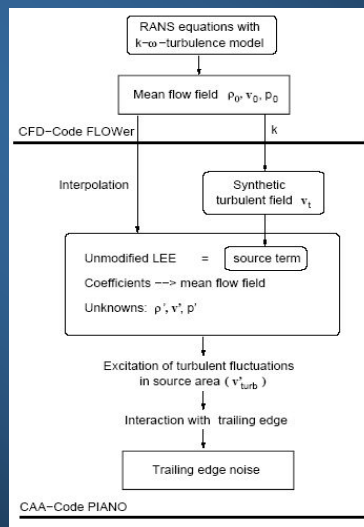 RANS equations with
k-ω-turbulence model
Mean flow field ρ₀, v₀, p₀
CFD-Code FLOWer
k
Interpolation
Synthetic
turbulent field vₜ
Unmodified LEE = source term
Coefficients --> mean flow field
Unknowns: ρ', v', p'
Excitation of turbulent fluctuations
in source area (v'turb)
Interaction with trailing edge
Trailing edge noise
CAA-Code PIANO